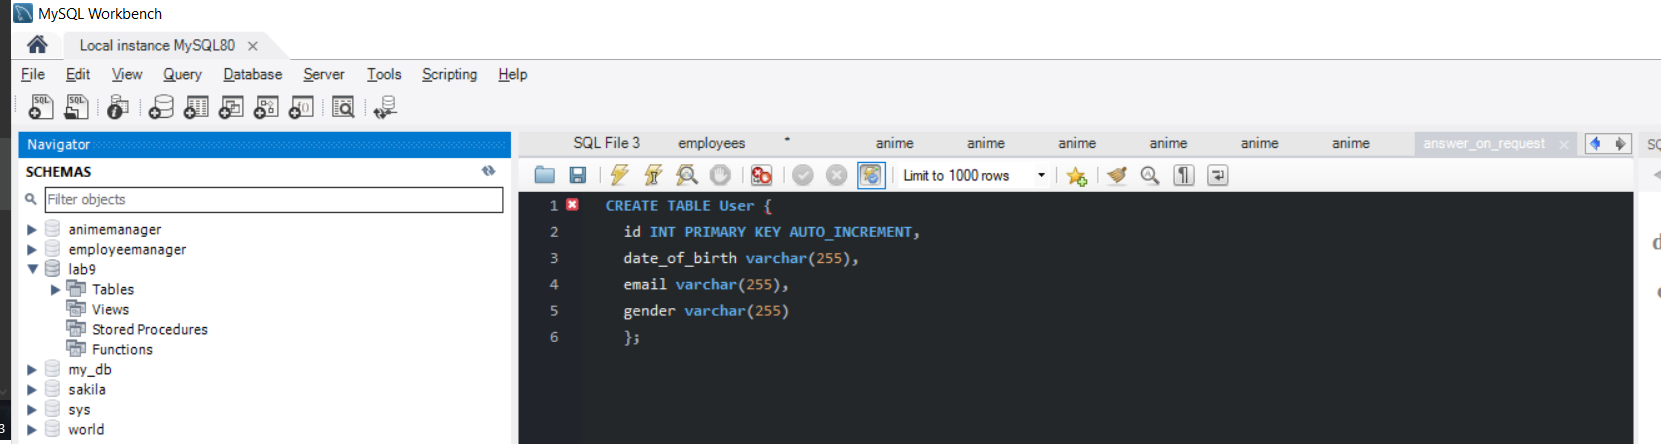 MySQL Workbench
Local instance MySQL80
File Edit View Query Database Server Tools Scripting Help
Navigator
SCHEMAS
Filter objects
animemanager
employeemanager
lab9
Tables
Views
Stored Procedures
Functions
my_db
sakila
sys
world
SQL File 3 employees * anime anime anime anime anime anime answer_on_request
Limit to 1000 rows
1 CREATE TABLE User {
2 id INT PRIMARY KEY AUTO_INCREMENT,
3 date_of_birth varchar(255),
4 email varchar(255),
5 gender varchar(255)
6 };